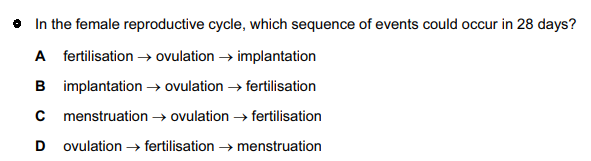 In the female reproductive cycle, which sequence of events could occur in 28 days?
A fertilisation → ovulation → implantation
B implantation → ovulation → fertilisation
C menstruation → ovulation → fertilisation
D ovulation → fertilisation → menstruation